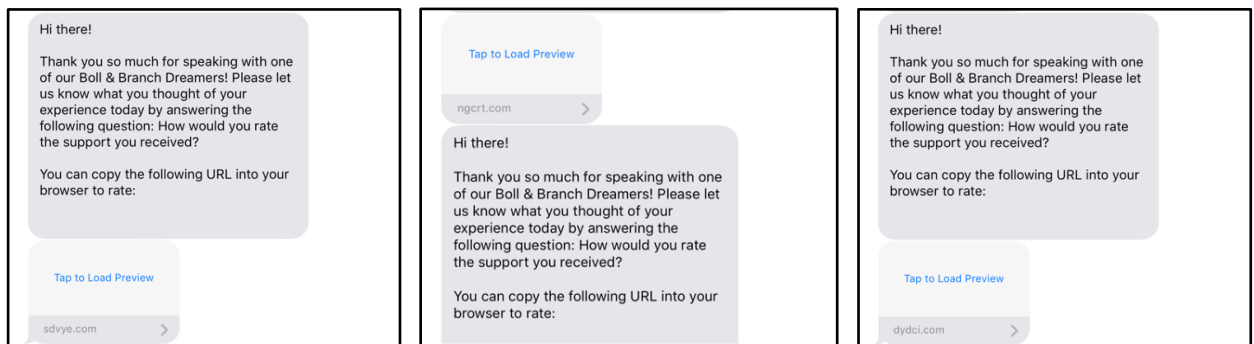 Hi there!
Thank you so much for speaking with one
of our Boll & Branch Dreamers! Please let
us know what you thought of your
experience today by answering the
following question: How would you rate
the support you received?
You can copy the following URL into your
browser to rate:
Tap to Load Preview
sdvye.com
Tap to Load Preview
ngcrt.com
Hi there!
Thank you so much for speaking with one
of our Boll & Branch Dreamers! Please let
us know what you thought of your
experience today by answering the
following question: How would you rate
the support you received?
You can copy the following URL into your
browser to rate:
Hi there!
Thank you so much for speaking with one
of our Boll & Branch Dreamers! Please let
us know what you thought of your
experience today by answering the
following question: How would you rate
the support you received?
You can copy the following URL into your
browser to rate:
Tap to Load Preview
dydci.com